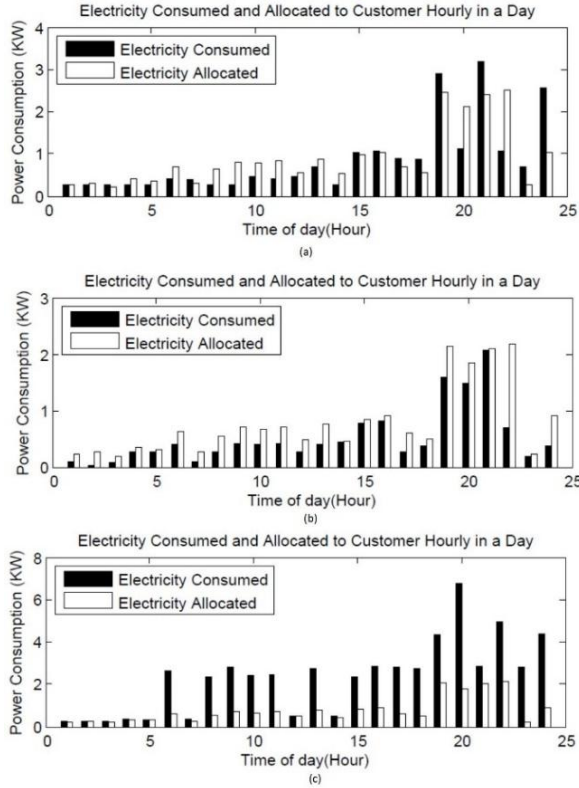 Electricity Consumed and Allocated to Customer Hourly in a Day
4
3
2
1
0
Power Consumption (KW)
Electricity Consumed
Electricity Allocated
0 5 10 15 20 25
Time of day(Hour)
(a)
Electricity Consumed and Allocated to Customer Hourly in a Day
3
2
1
0
Power Consumption (KW)
Electricity Consumed
Electricity Allocated
0 5 10 15 20 25
Time of day(Hour)
(b)
Electricity Consumed and Allocated to Customer Hourly in a Day
8
6
4
2
0
Power Consumption (KW)
Electricity Consumed
Electricity Allocated
0 5 10 15 20 25
Time of day(Hour)
(c)